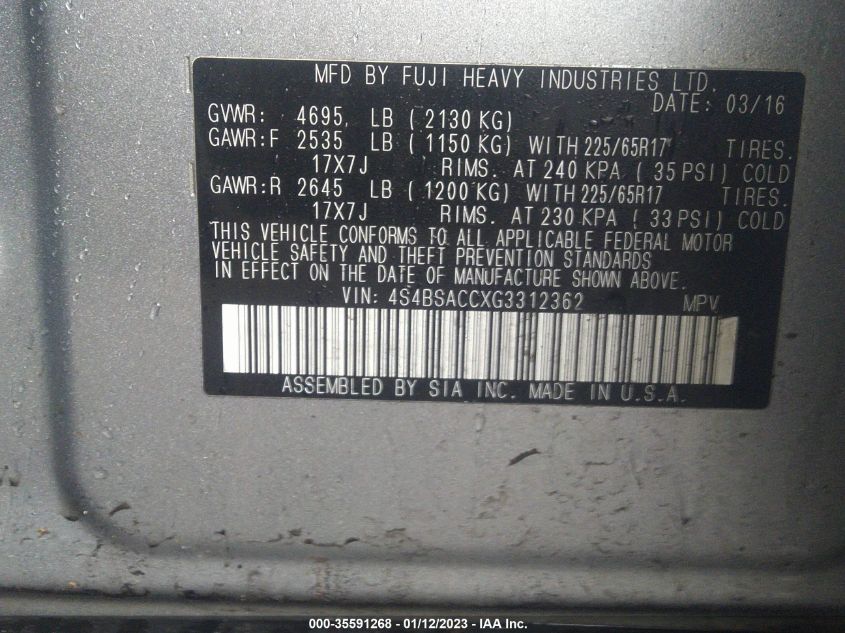 MFD BY FUJI HEAVY INDUSTRIES LTD.
DATE: 03/16
GVWR: 4695 LB ( 2130 KG)
GAWR:F 2535 LB ( 1150 KG) WITH 225/65R17 TIRES.
17X7J RIMS. AT 240 KPA ( 35 PSI) COLD
GAWR:R 2645 LB ( 1200 KG) WITH 225/65R17 TIRES.
17X7J RIMS. AT 230 KPA ( 33 PSI) COLD
THIS VEHICLE CONFORMS TO ALL APPLICABLE FEDERAL MOTOR
VEHICLE SAFETY AND THEFT PREVENTION STANDARDS
IN EFFECT ON THE DATE OF MANUFACTURE SHOWN ABOVE.
VIN: 4S4BSACCXG3312362 MPV
ASSEMBLED BY SIA INC. MADE IN U.S.A.
000-35591268 - 01/12/2023 - IAA Inc.